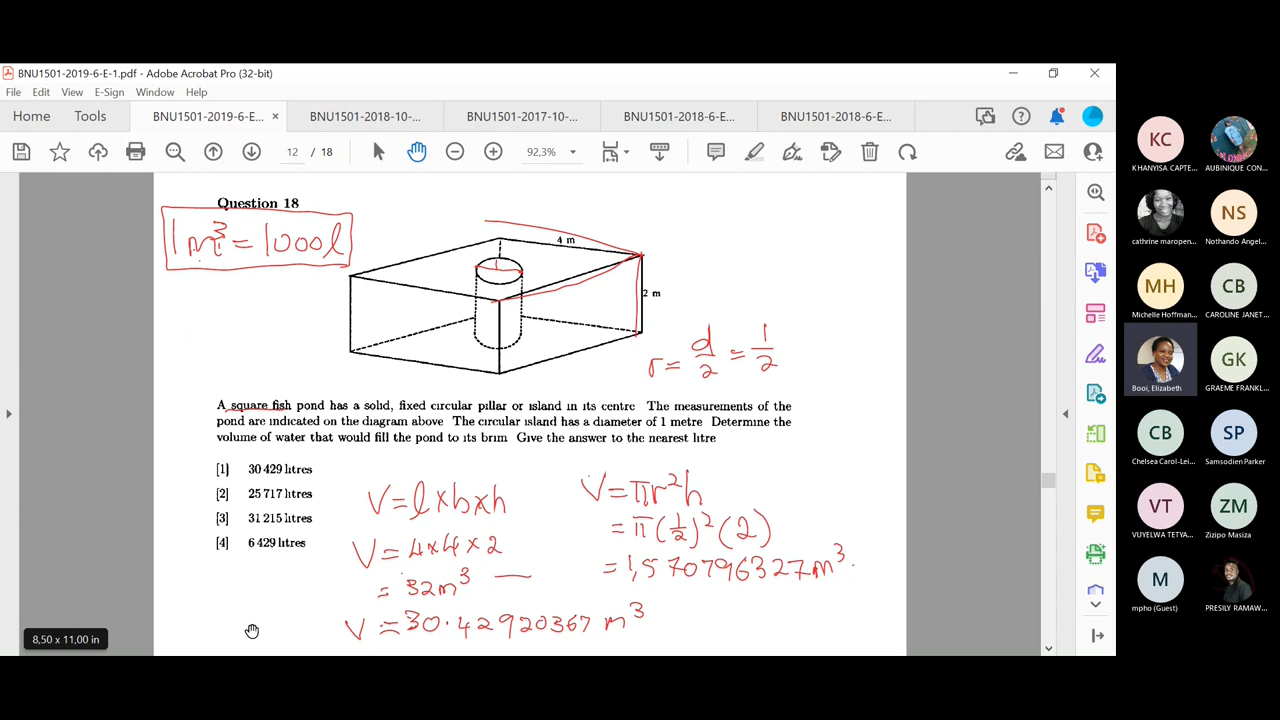 BNU1501-2019-6-E-1.pdf - Adobe Acrobat Pro (32-bit)
File Edit View E-Sign Window Help
Home Tools BNU1501-2019-6-E... × BNU1501-2018-10-... BNU1501-2017-10-... BNU1501-2018-6-E... BNU1501-2018-6-E...
12 / 18 92,3%
Question 18
1m³ = 1000l
4 m
1
2 m
r = d/2 = 1/2
A square fish pond has a solid, fixed circular pillar or island in its centre The measurements of the
pond are indicated on the diagram above The circular island has a diameter of 1 metre Determine the
volume of water that would fill the pond to its brim Give the answer to the nearest litre
[1] 30 429 litres
[2] 25 717 litres
[3] 31 215 litres
[4] 6 429 litres
V = l × b × h
V = 4 × 4 × 2
= 32m³ —
V = 30.42920367 m³
V = πr²h
= π(1/2)²(2)
= 1,570796327m³.
8,50 x 11,00 in
KC
KHANYISA CAPTE...
AUBINIQUE CON...
cathrine maropen...
NS
Nothando Angel...
MH
Michelle Hoffman...
CB
CAROLINE JANET...
Booi, Elizabeth
GK
GRAEME FRANKL...
CB
Chelsea Carol-Lei...
SP
Samsodien Parker
VT
VUYELWA TETYA...
ZM
Zizipo Masiza
M
mpho (Guest)
PRESILY RAMAW...